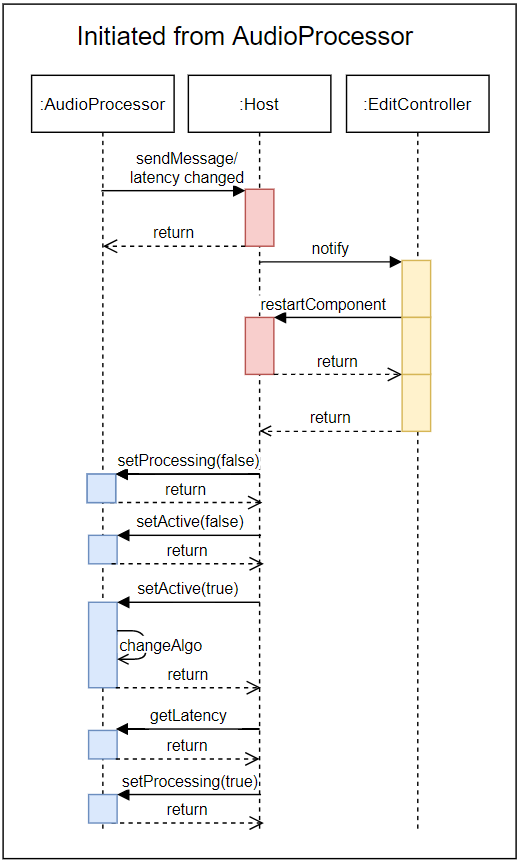 Initiated from AudioProcessor
:AudioProcessor
:Host
:EditController
sendMessage/
latency changed
return
notify
restartComponent
return
return
setProcessing(false)
return
setActive(false)
return
setActive(true)
changeAlgo
return
getLatency
return
setProcessing(true)
return